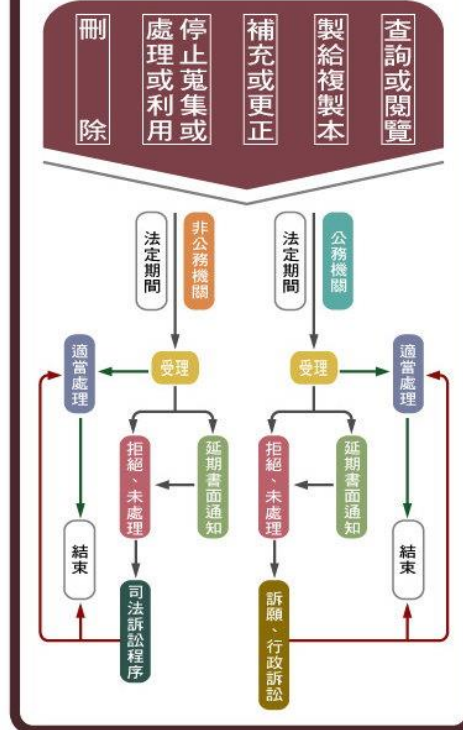 查詢或閱覽
製給複製本
補充或更正
停止蒐集或
處理或利用
刪除
公務機關
法定期間
受理
適當處理
延期書面通知
拒絕、未處理
結束
訴願、行政訴訟
非公務機關
法定期間
受理
適當處理
延期書面通知
拒絕、未處理
結束
司法訴訟程序